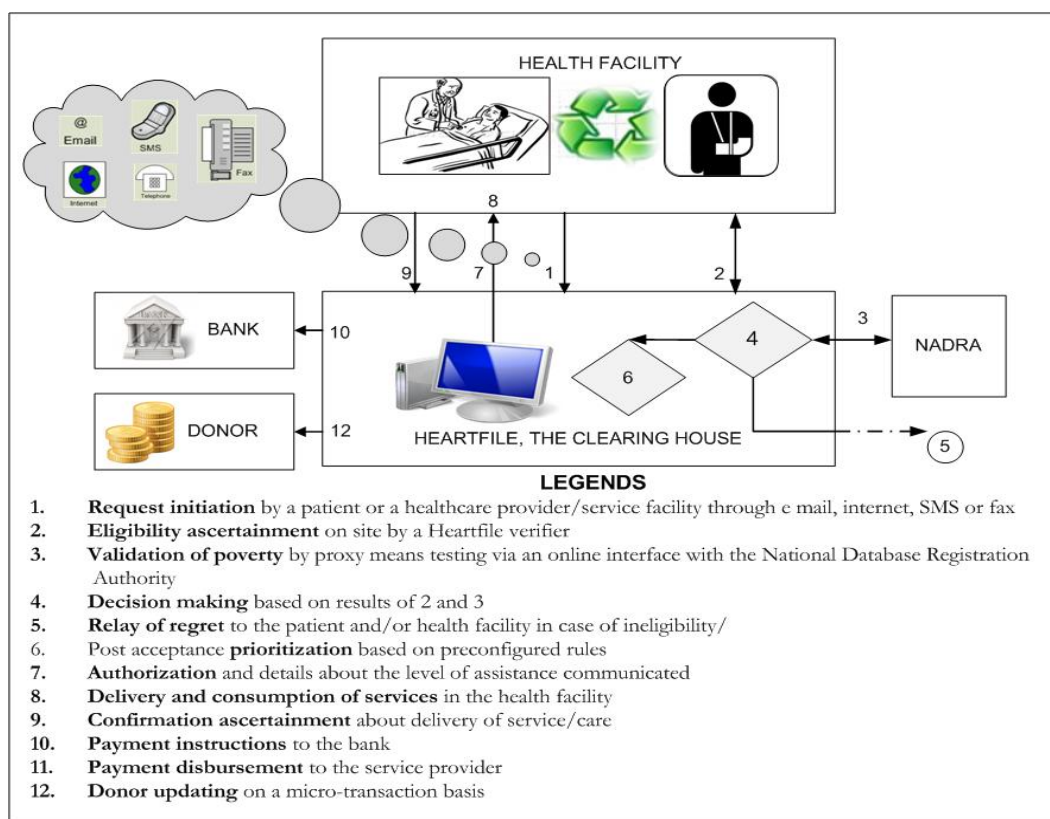 HEALTH FACILITY
@
Email
SMS
Fax
Internet
Telephone
8
9
7
1
2
BANK
10
3
4
NADRA
6
DONOR
12
HEARTFILE, THE CLEARING HOUSE
5
LEGENDS
1. Request initiation by a patient or a healthcare provider/service facility through e mail, internet, SMS or fax
2. Eligibility ascertainment on site by a Heartfile verifier
3. Validation of poverty by proxy means testing via an online interface with the National Database Registration
Authority
4. Decision making based on results of 2 and 3
5. Relay of regret to the patient and/or health facility in case of ineligibility/
6. Post acceptance prioritization based on preconfigured rules
7. Authorization and details about the level of assistance communicated
8. Delivery and consumption of services in the health facility
9. Confirmation ascertainment about delivery of service/care
10. Payment instructions to the bank
11. Payment disbursement to the service provider
12. Donor updating on a micro-transaction basis